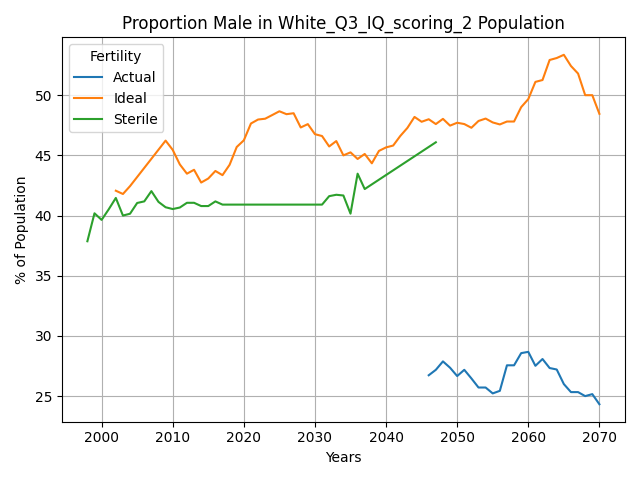 Proportion Male in White_Q3_IQ_scoring_2 Population
Fertility
Actual
Ideal
Sterile
% of Population
50
45
40
35
30
25
2000 2010 2020 2030 2040 2050 2060 2070
Years